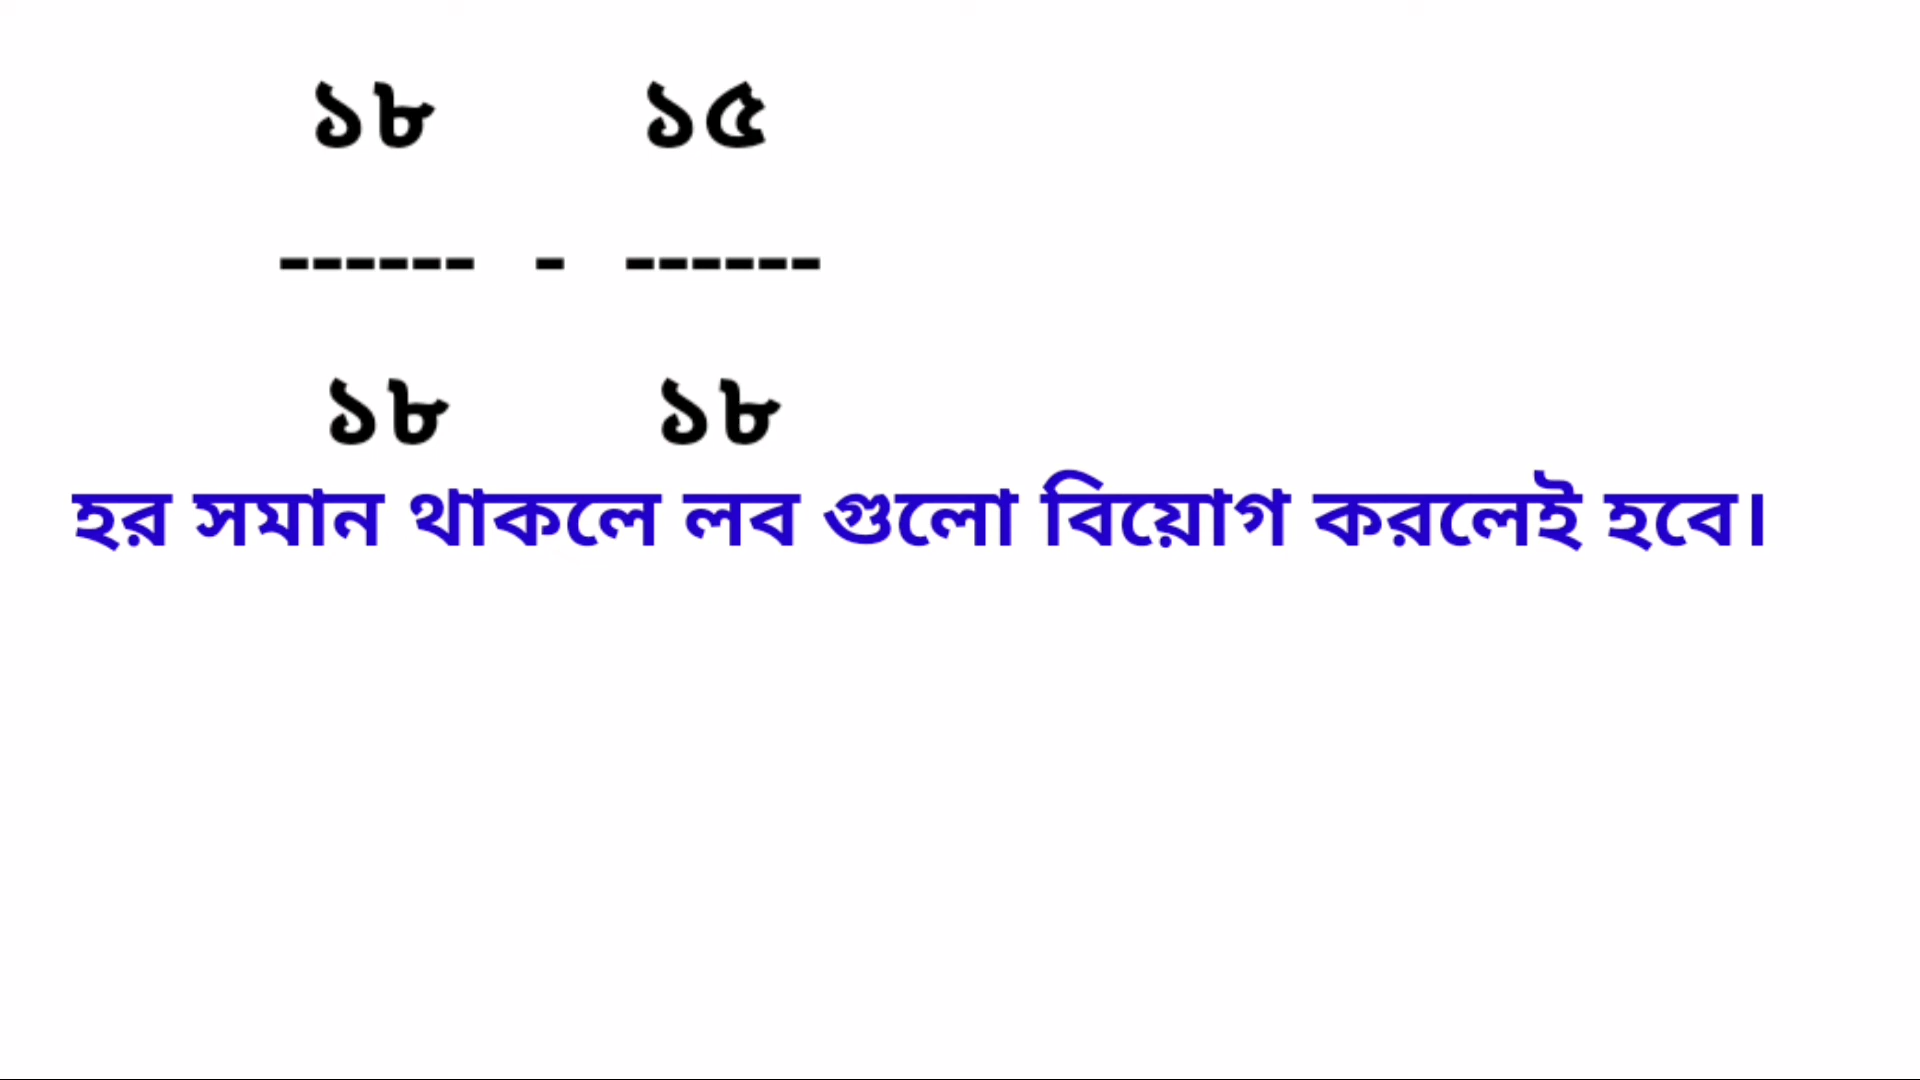 ১৮ ১৫
------ - ------
১৮ ১৮
হর সমান থাকলে লব গুলো বিয়োগ করলেই হবে।